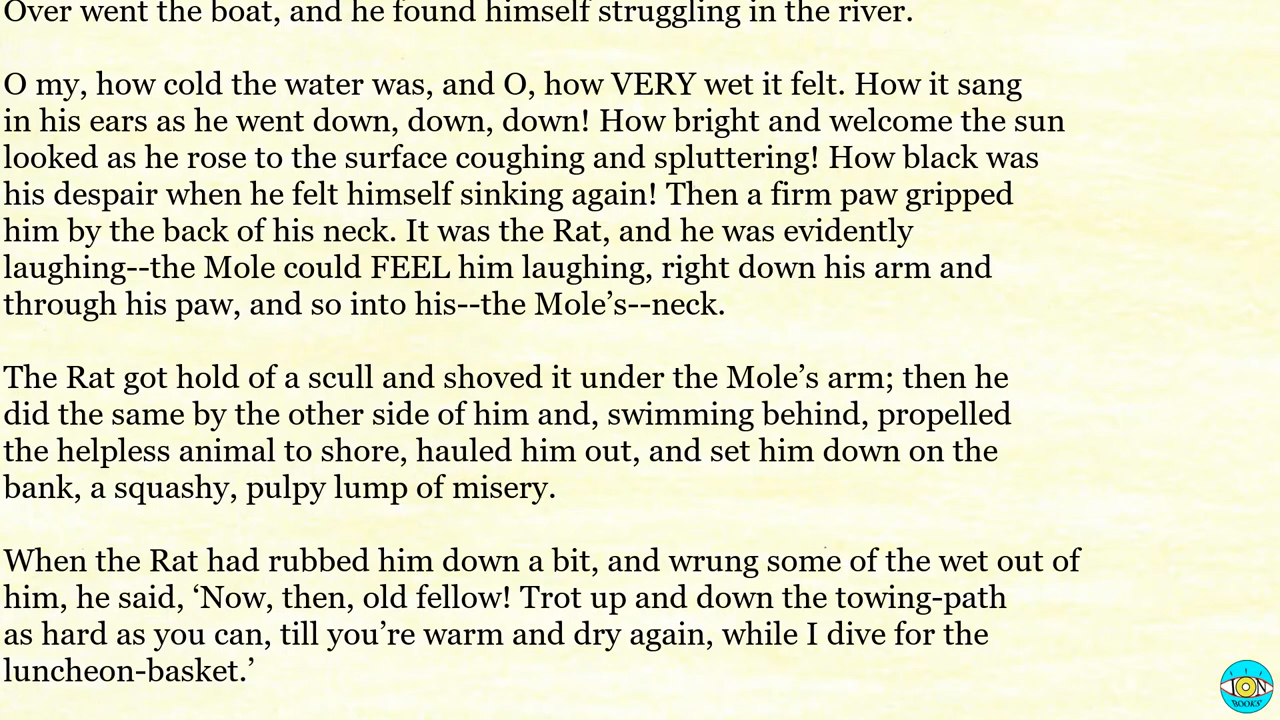 Over went the boat, and he found himself struggling in the river.
O my, how cold the water was, and O, how VERY wet it felt. How it sang
in his ears as he went down, down, down! How bright and welcome the sun
looked as he rose to the surface coughing and spluttering! How black was
his despair when he felt himself sinking again! Then a firm paw gripped
him by the back of his neck. It was the Rat, and he was evidently
laughing--the Mole could FEEL him laughing, right down his arm and
through his paw, and so into his--the Mole’s--neck.
The Rat got hold of a scull and shoved it under the Mole’s arm; then he
did the same by the other side of him and, swimming behind, propelled
the helpless animal to shore, hauled him out, and set him down on the
bank, a squashy, pulpy lump of misery.
When the Rat had rubbed him down a bit, and wrung some of the wet out of
him, he said, ‘Now, then, old fellow! Trot up and down the towing-path
as hard as you can, till you’re warm and dry again, while I dive for the
luncheon-basket.’
ION
BOOKS